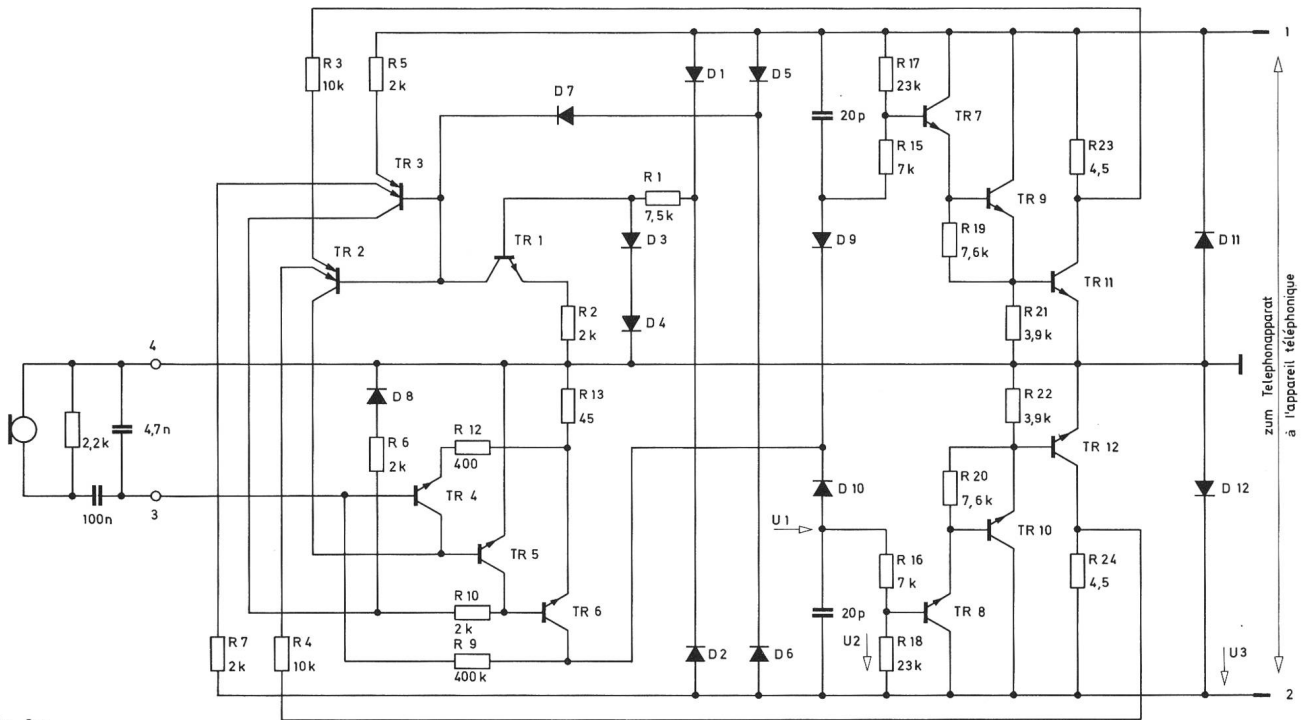 1
R 3
10k
R 5
2k
D 1
D 5
R 17
23k
D 7
20p
TR 7
R 15
7k
R 23
4,5
TR 3
R 1
7,5k
TR 9
TR 2
TR 1
D 3
D 9
R 19
7,6k
D 11
TR 11
R 2
2k
D 4
R 21
3,9k
4
zum Telephonapparat
à l'appareil téléphonique
2,2k
4,7n
D 8
R 13
45
R 22
3,9k
R 6
2k
R 12
400
TR 12
R 20
7,6k
D 10
D 12
100n
3
TR 4
U 1
TR 10
TR 5
R 16
7k
R 24
4,5
R 10
2k
TR 6
20p
TR 8
R 7
2k
R 4
10k
R 9
400k
D 2
D 6
U2
R 18
23k
U3
2